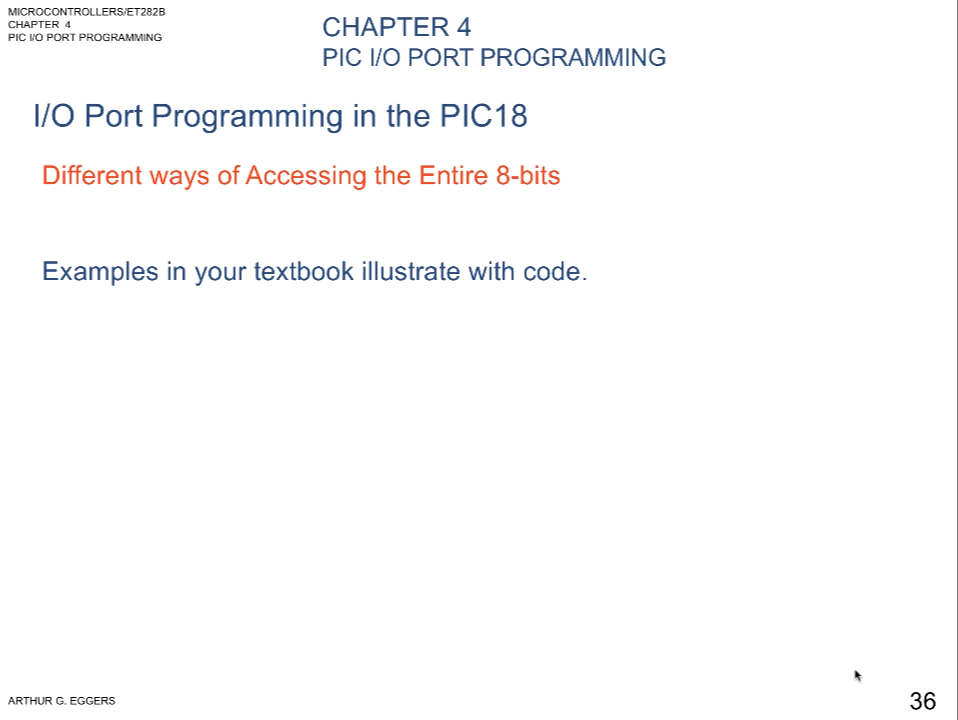 MICROCONTROLLERS/ET282B
CHAPTER 4
PIC I/O PORT PROGRAMMING
CHAPTER 4
PIC I/O PORT PROGRAMMING
I/O Port Programming in the PIC18
Different ways of Accessing the Entire 8-bits
Examples in your textbook illustrate with code.
ARTHUR G. EGGERS
36